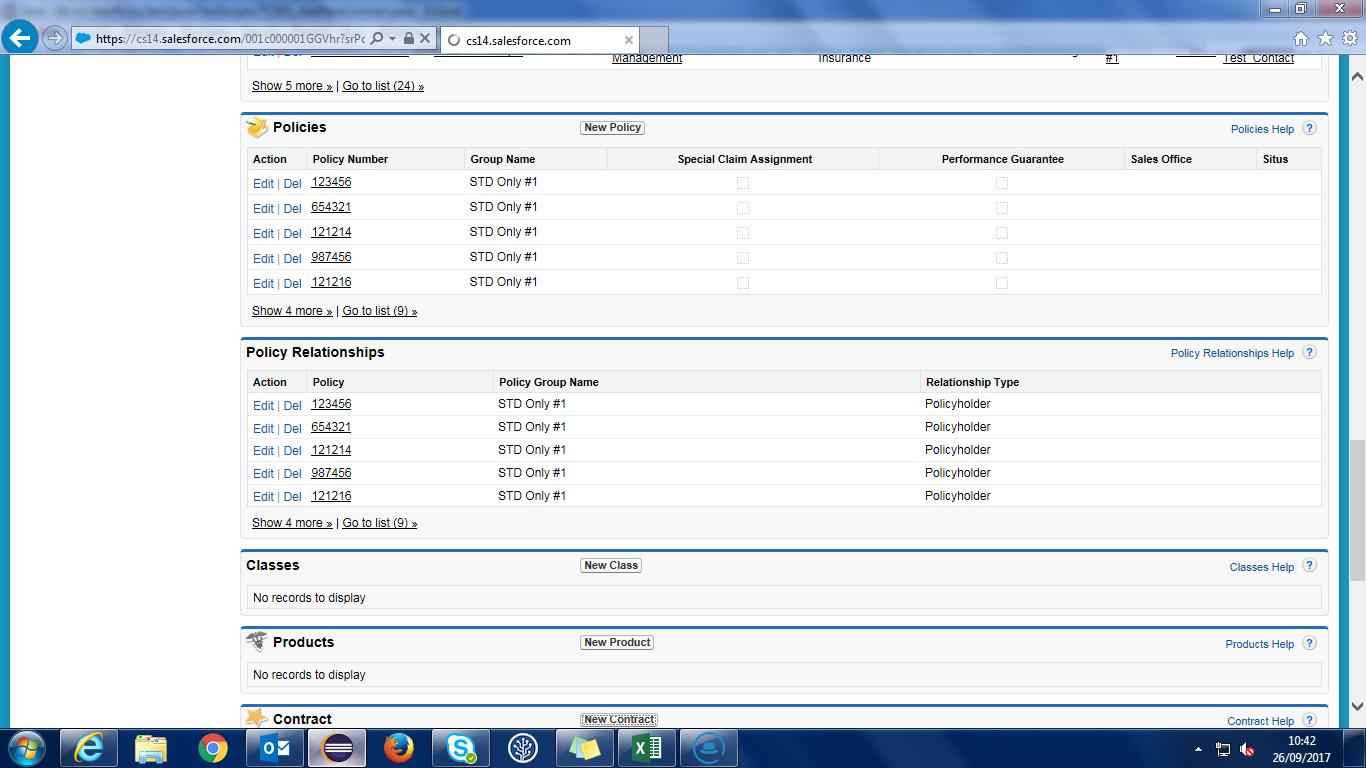 https://cs14.salesforce.com/001c000001GGVhr?srPc
cs14.salesforce.com
Management Insurance #1 Test Contact
Show 5 more » | Go to list (24) »
Policies New Policy Policies Help ?
Action Policy Number Group Name Special Claim Assignment Performance Guarantee Sales Office Situs
Edit | Del 123456 STD Only #1
Edit | Del 654321 STD Only #1
Edit | Del 121214 STD Only #1
Edit | Del 987456 STD Only #1
Edit | Del 121216 STD Only #1
Show 4 more » | Go to list (9) »
Policy Relationships Policy Relationships Help ?
Action Policy Policy Group Name Relationship Type
Edit | Del 123456 STD Only #1 Policyholder
Edit | Del 654321 STD Only #1 Policyholder
Edit | Del 121214 STD Only #1 Policyholder
Edit | Del 987456 STD Only #1 Policyholder
Edit | Del 121216 STD Only #1 Policyholder
Show 4 more » | Go to list (9) »
Classes New Class Classes Help ?
No records to display
Products New Product Products Help ?
No records to display
Contract New Contract Contract Help ?
10:42
26/09/2017